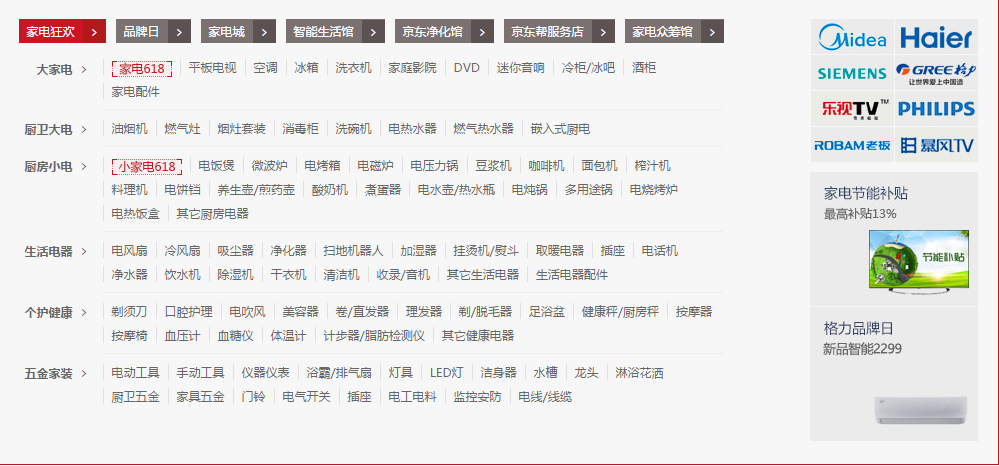 家电狂欢 > 品牌日 > 家电城 > 智能生活馆 > 京东净化馆 > 京东帮服务店 > 家电众筹馆 >
大家电 > 家电618 平板电视 空调 冰箱 洗衣机 家庭影院 DVD 迷你音响 冷柜/冰吧 酒柜
家电配件
厨卫大电 > 油烟机 燃气灶 烟灶套装 消毒柜 洗碗机 电热水器 燃气热水器 嵌入式厨电
厨房小电 > 小家电618 电饭煲 微波炉 电烤箱 电磁炉 电压力锅 豆浆机 咖啡机 面包机 榨汁机
料理机 电饼铛 养生壶/煎药壶 酸奶机 煮蛋器 电水壶/热水瓶 电炖锅 多用途锅 电烧烤炉
电热饭盒 其它厨房电器
生活电器 > 电风扇 冷风扇 吸尘器 净化器 扫地机器人 加湿器 挂烫机/熨斗 取暖电器 插座 电话机
净水器 饮水机 除湿机 干衣机 清洁机 收录/音机 其它生活电器 生活电器配件
个护健康 > 剃须刀 口腔护理 电吹风 美容器 卷/直发器 理发器 剃/脱毛器 足浴盆 健康秤/厨房秤 按摩器
按摩椅 血压计 血糖仪 体温计 计步器/脂肪检测仪 其它健康电器
五金家装 > 电动工具 手动工具 仪器仪表 浴霸/排气扇 灯具 LED灯 洁身器 水槽 龙头 淋浴花洒
厨卫五金 家具五金 门铃 电气开关 插座 电工电料 监控安防 电线/线缆
Midea Haier
SIEMENS GREE格力
让世界爱上中国造
乐视TV™ PHILIPS
ROBAM老板 暴风TV
家电节能补贴
最高补贴13%
节能补贴
格力品牌日
新品智能2299